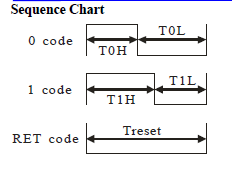 Sequence Chart
0 code
T0H
T0L
1 code
T1H
T1L
RET code
Treset